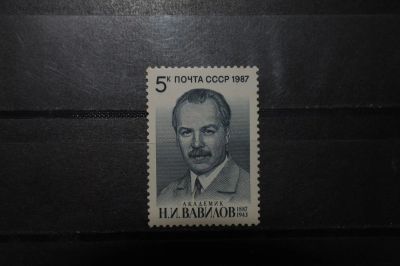 5к ПОЧТА СССР 1987
АКАДЕМИК
Н.И.ВАВИЛОВ 1887
1943